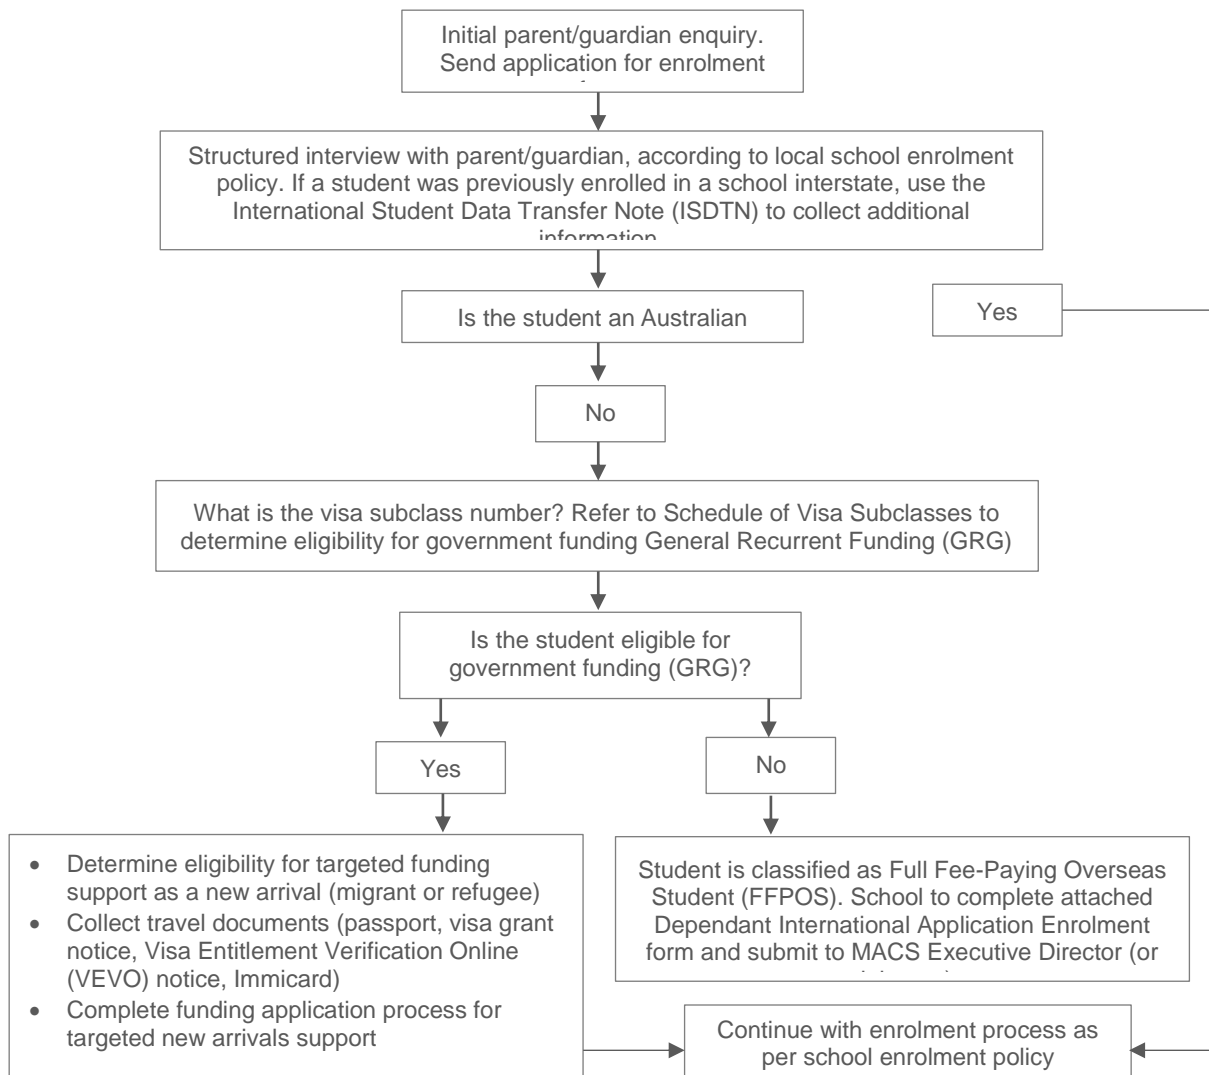 Initial parent/guardian enquiry.
Send application for enrolment
Structured interview with parent/guardian, according to local school enrolment
policy. If a student was previously enrolled in a school interstate, use the
International Student Data Transfer Note (ISDTN) to collect additional
information
Is the student an Australian
Yes
No
What is the visa subclass number? Refer to Schedule of Visa Subclasses to
determine eligibility for government funding General Recurrent Funding (GRG)
Is the student eligible for
government funding (GRG)?
Yes
No
• Determine eligibility for targeted funding
support as a new arrival (migrant or refugee)
• Collect travel documents (passport, visa grant
notice, Visa Entitlement Verification Online
(VEVO) notice, Immicard)
• Complete funding application process for
targeted new arrivals support
Student is classified as Full Fee-Paying Overseas
Student (FFPOS). School to complete attached
Dependant International Application Enrolment
form and submit to MACS Executive Director (or
Continue with enrolment process as
per school enrolment policy